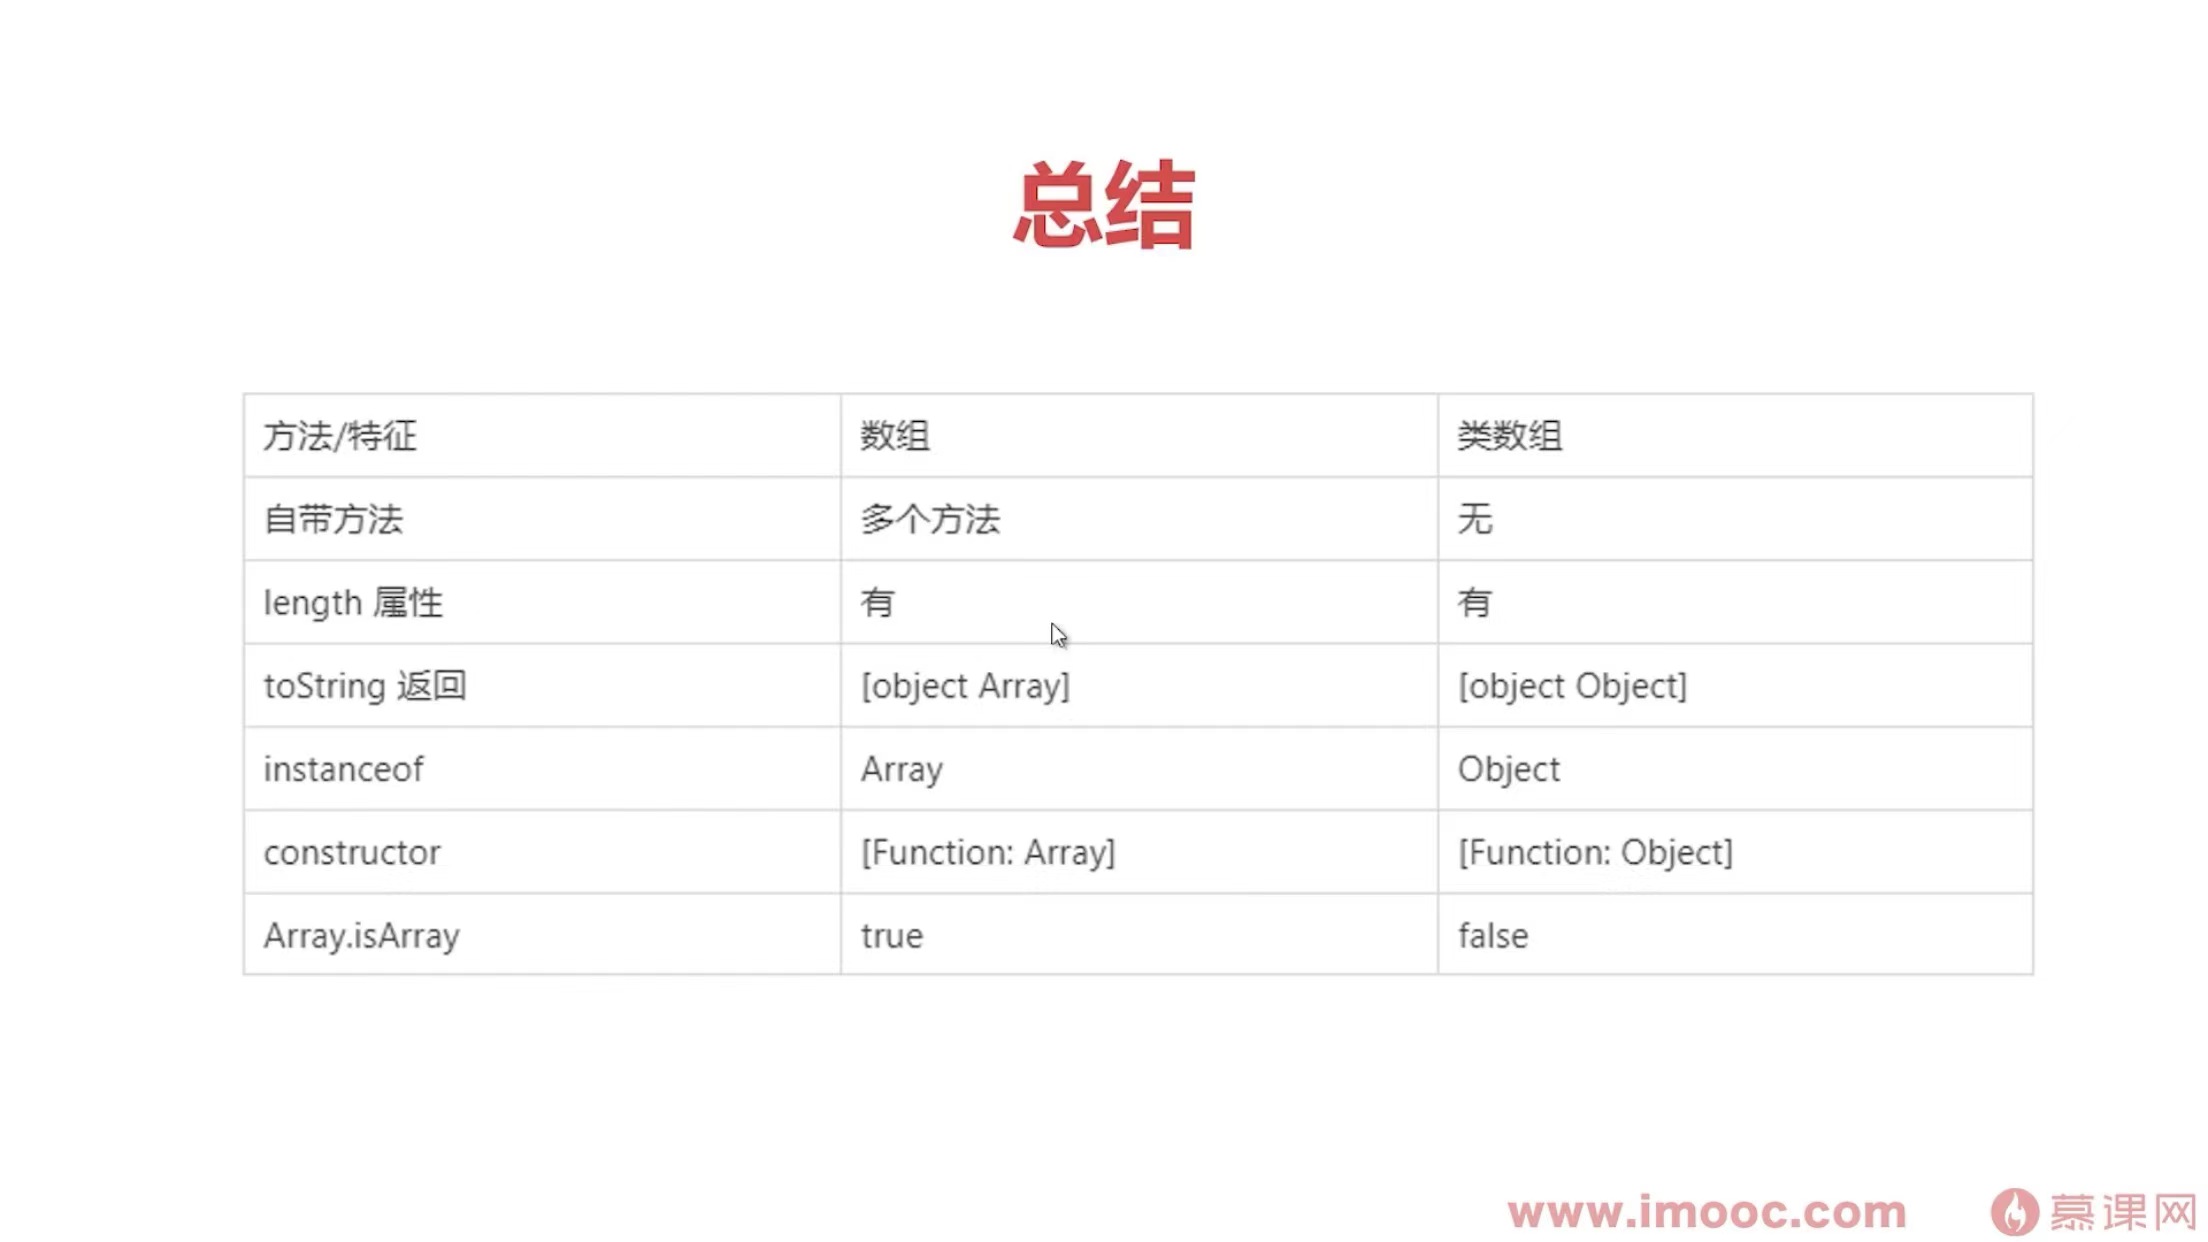 总结
方法/特征 数组 类数组
自带方法 多个方法 无
length 属性 有 有
toString 返回 [object Array] [object Object]
instanceof Array Object
constructor [Function: Array] [Function: Object]
Array.isArray true false
www.imooc.com 慕课网